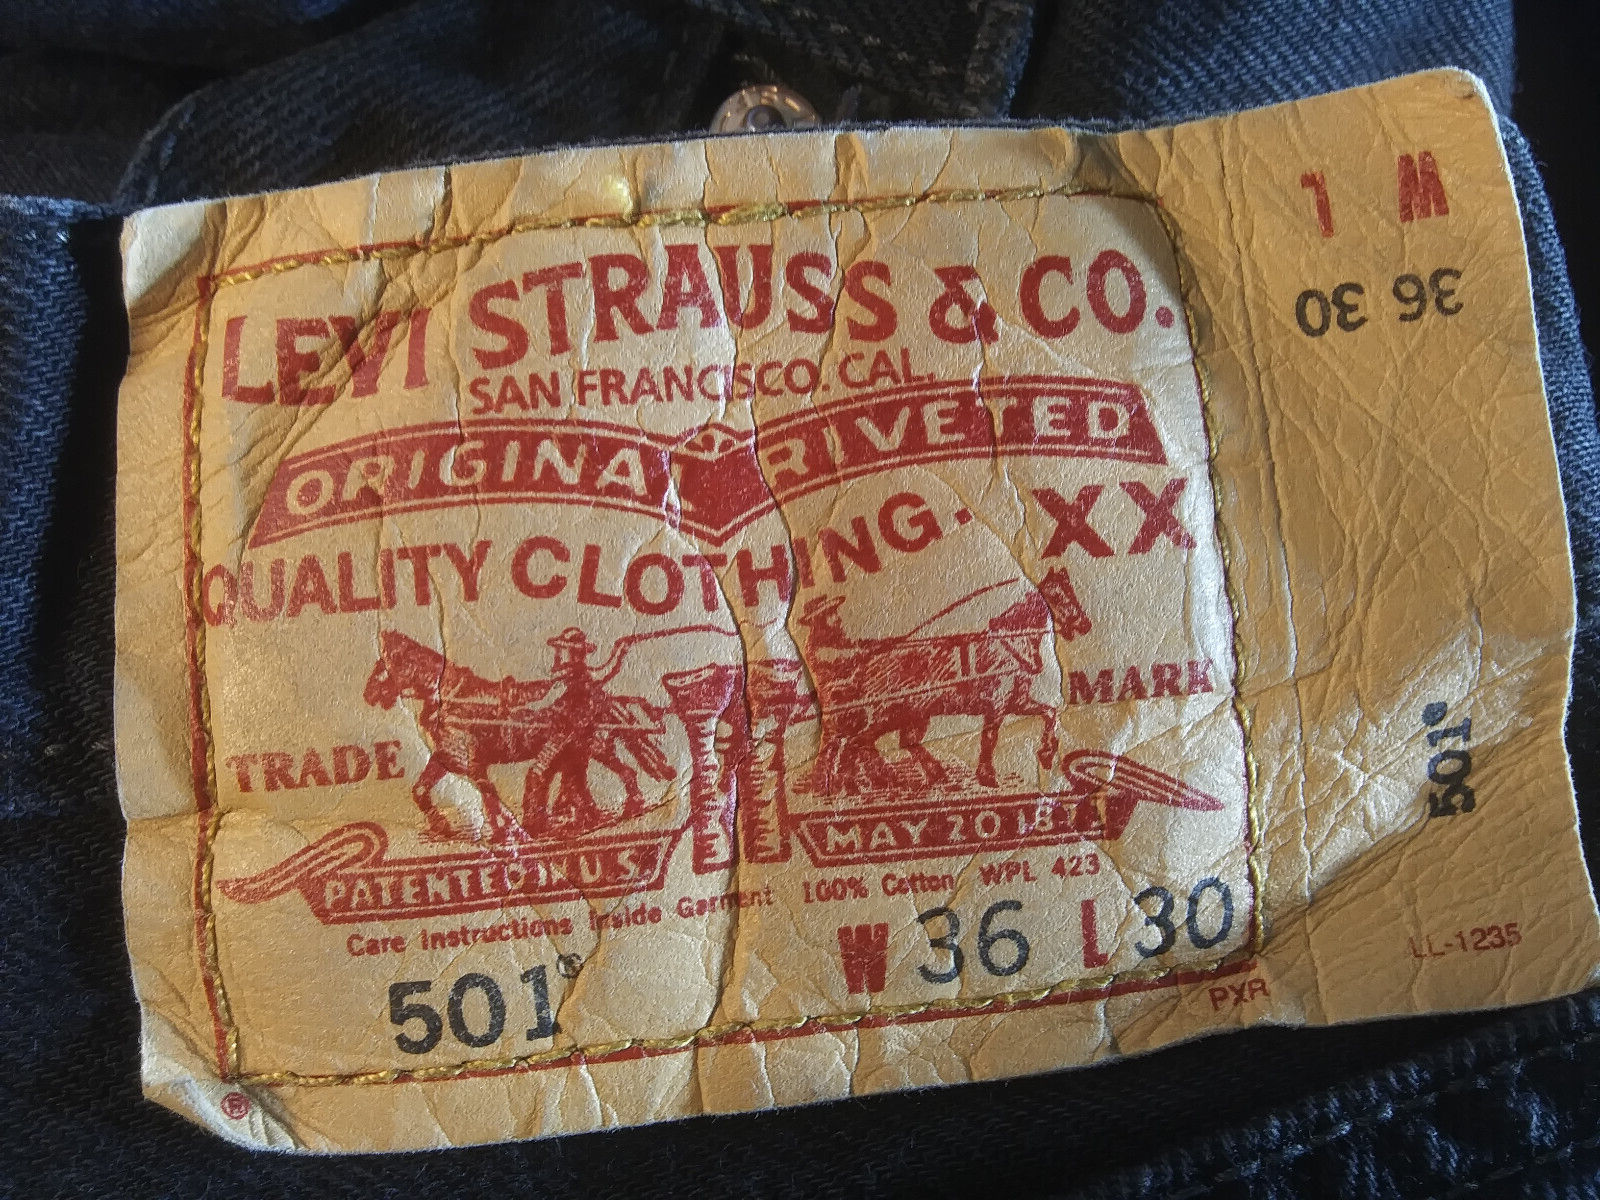 LEVI STRAUSS & CO.
SAN FRANCISCO. CAL.
ORIGINAL RIVETED
QUALITY CLOTHING. XX
TRADE MARK
PATENTED IN U.S. MAY 20 1873
Care Instructions Inside Garment 100% Cotton WPL 423
501® W 36 L 30
PXR
®
W L
36 30
501®
LL-1235